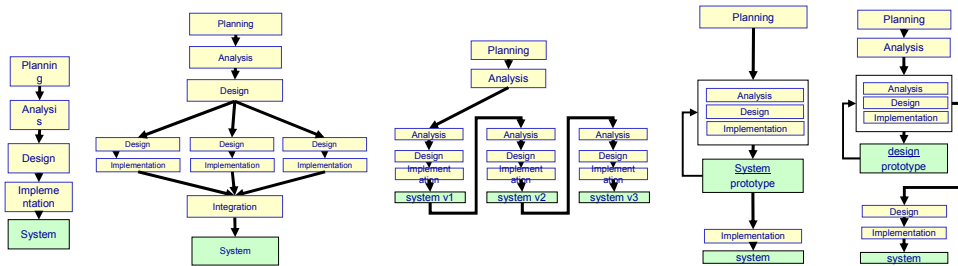 Plannin
g
Analysi
s
Design
Impleme
ntation
System
Planning
Analysis
Design
Design
Design
Design
Implementation
Implementation
Implementation
Integration
System
Planning
Analysis
Analysis
Analysis
Analysis
Design
Design
Design
Implement
ation
Implement
ation
Implement
ation
system v1
system v2
system v3
Planning
Analysis
Design
Implementation
System
prototype
Implementation
system
Planning
Analysis
Analysis
Design
Implementation
design
prototype
Design
Implementation
system